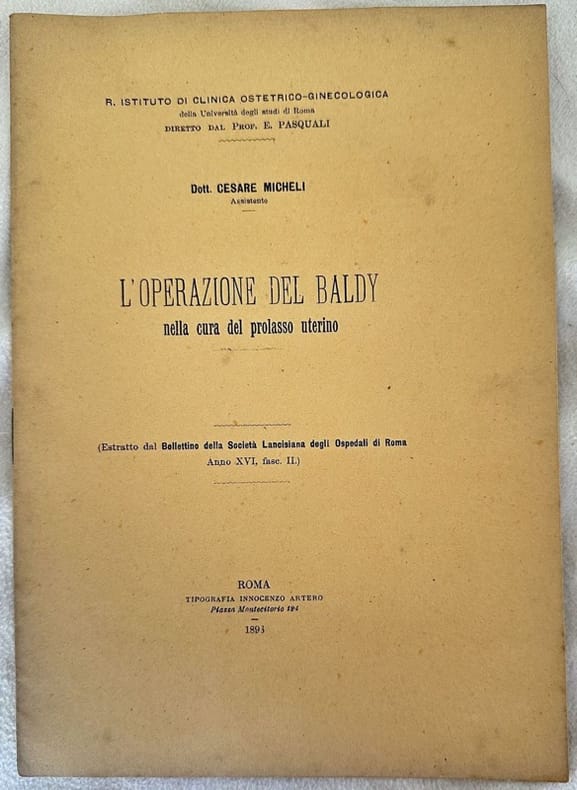 R. ISTITUTO DI CLINICA OSTETRICO-GINECOLOGICA
della Università degli studi di Roma
DIRETTO DAL PROF. E. PASQUALI
Dott. CESARE MICHELI
Assistente
L'OPERAZIONE DEL BALDY
nella cura del prolasso uterino
(Estratto dal Bollettino della Società Lancisiana degli Ospedali di Roma
Anno XVI, fasc. II.)
ROMA
TIPOGRAFIA INNOCENZO ARTERO
Piazza Montecitorio 124
1893